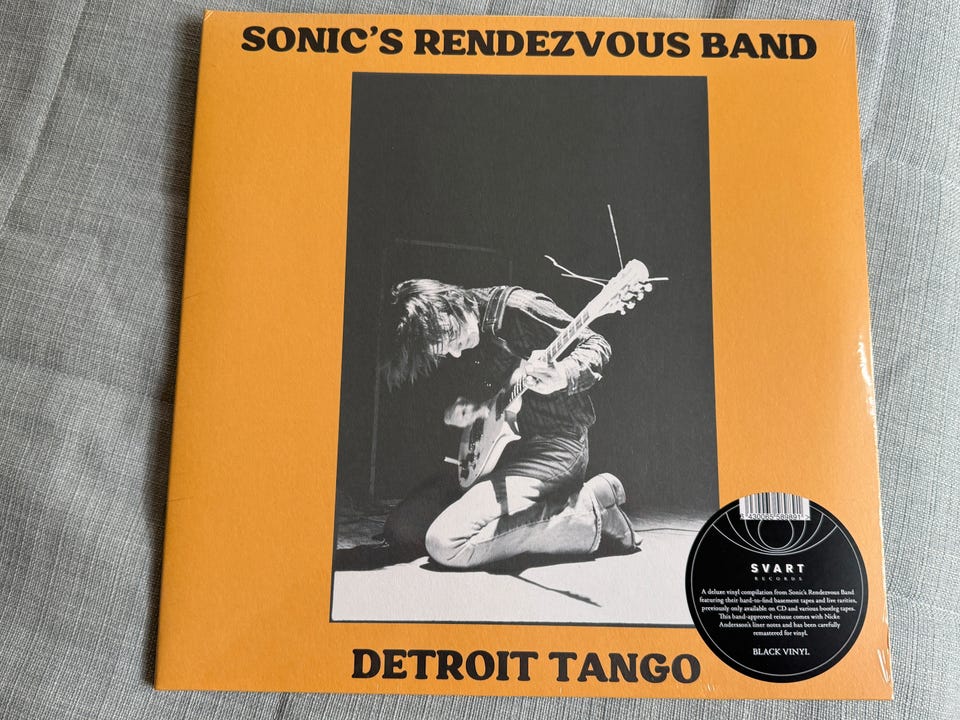 SONIC'S RENDEZVOUS BAND
SVART
RECORDS
A deluxe vinyl compilation from Sonic's Rendezvous Band
featuring their hard-to-find basement tapes and live rarities,
previously only available on CD and various bootleg tapes.
This band-approved reissue comes with Nicke
Andersson's liner notes and has been carefully
remastered for vinyl.
BLACK VINYL
DETROIT TANGO